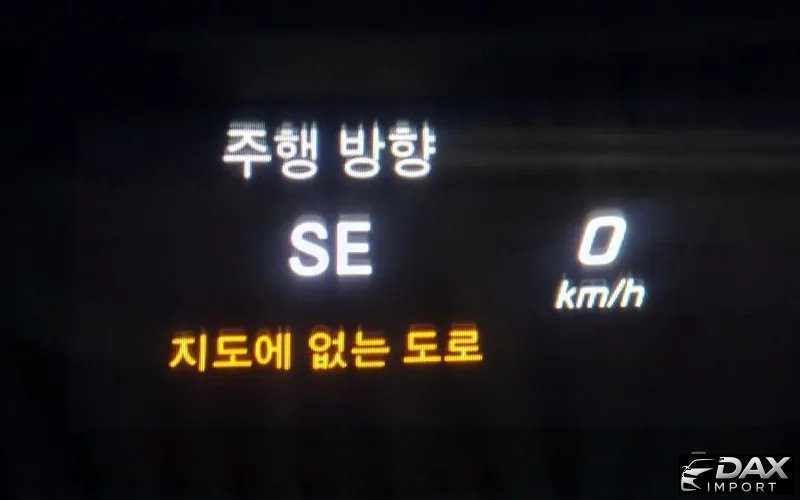 주행 방향
SE
0
km/h
지도에 없는 도로
DAX
IMPORT